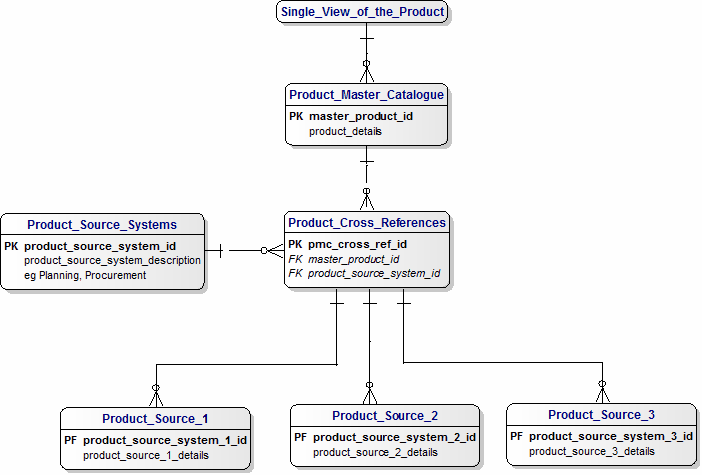 Single_View_of_the_Product
Product_Master_Catalogue
PK master_product_id
product_details
Product_Source_Systems
PK product_source_system_id
product_source_system_description
eg Planning, Procurement
Product_Cross_References
PK pmc_cross_ref_id
FK master_product_id
FK product_source_system_id
Product_Source_1
PF product_source_system_1_id
product_source_1_details
Product_Source_2
PF product_source_system_2_id
product_source_2_details
Product_Source_3
PF product_source_system_3_id
product_source_3_details